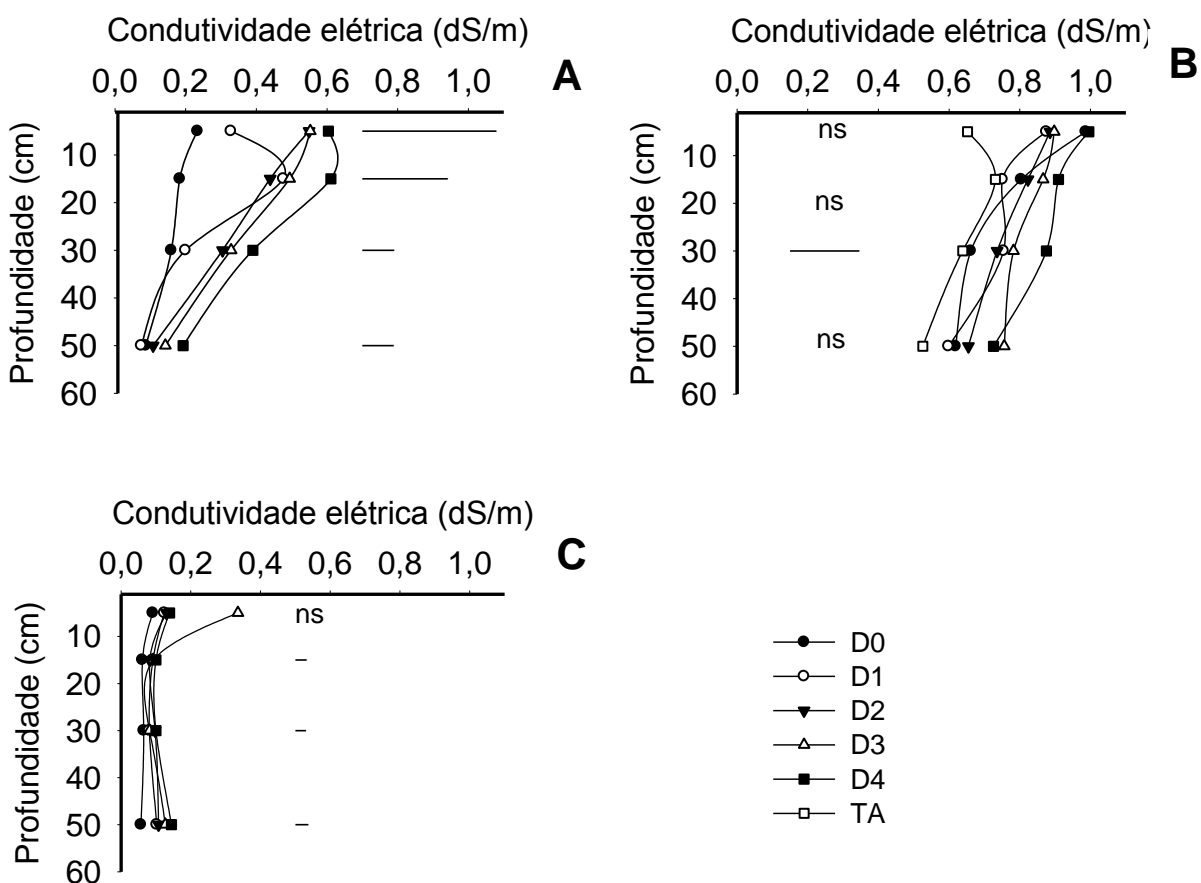 Condutividade elétrica (dS/m)
0,0 0,2 0,4 0,6 0,8 1,0
A
Profundidade (cm)
10
20
30
40
50
60
Condutividade elétrica (dS/m)
0,0 0,2 0,4 0,6 0,8 1,0
B
Profundidade (cm)
10
20
30
40
50
60
ns
ns
ns
Condutividade elétrica (dS/m)
0,0 0,2 0,4 0,6 0,8 1,0
C
Profundidade (cm)
10
20
30
40
50
60
ns
D0
D1
D2
D3
D4
TA